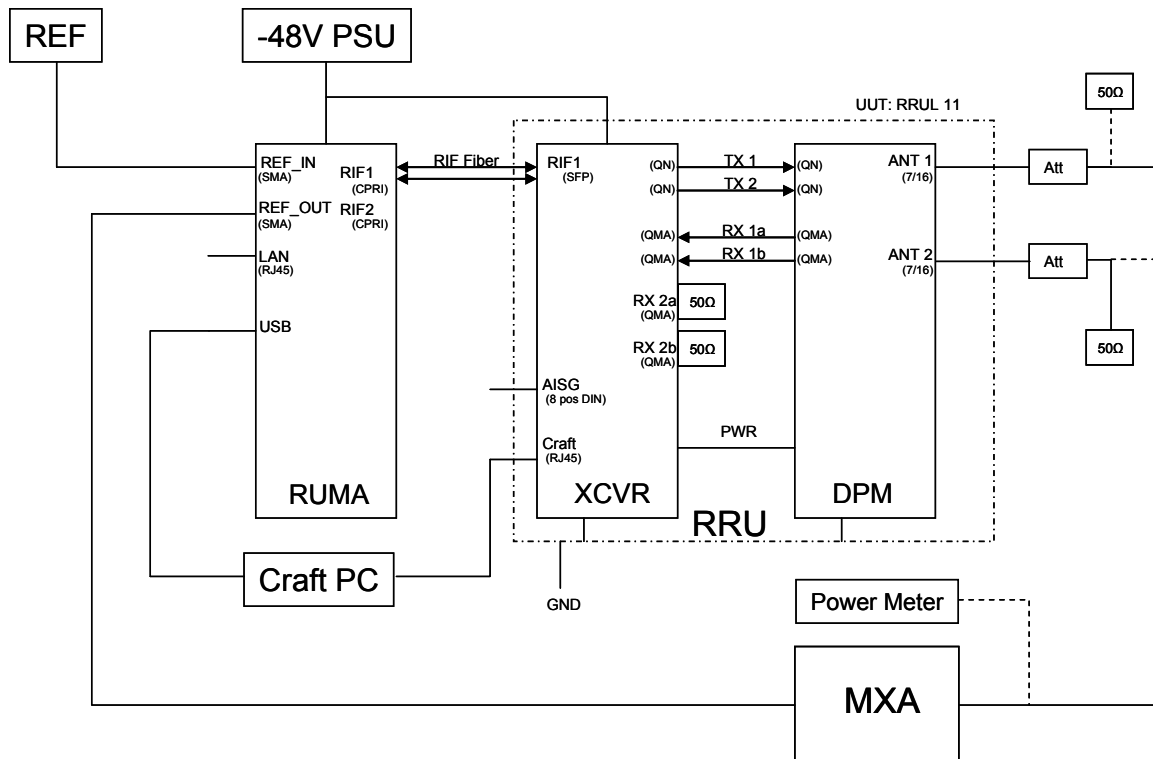 REF
-48V PSU
UUT: RRUL 11
50Ω
REF_IN
(SMA)
RIF1
(CPRI)
REF_OUT
(SMA)
RIF2
(CPRI)
LAN
(RJ45)
USB
RUMA
RIF Fiber
RIF1
(SFP)
(QN)
TX 1
(QN)
(QN)
TX 2
(QN)
(QMA)
RX 1a
(QMA)
(QMA)
RX 1b
(QMA)
RX 2a
(QMA)
50Ω
RX 2b
(QMA)
50Ω
AISG
(8 pos DIN)
Craft
(RJ45)
XCVR
PWR
ANT 1
(7/16)
ANT 2
(7/16)
DPM
RRU
Att
Att
50Ω
Craft PC
GND
Power Meter
MXA